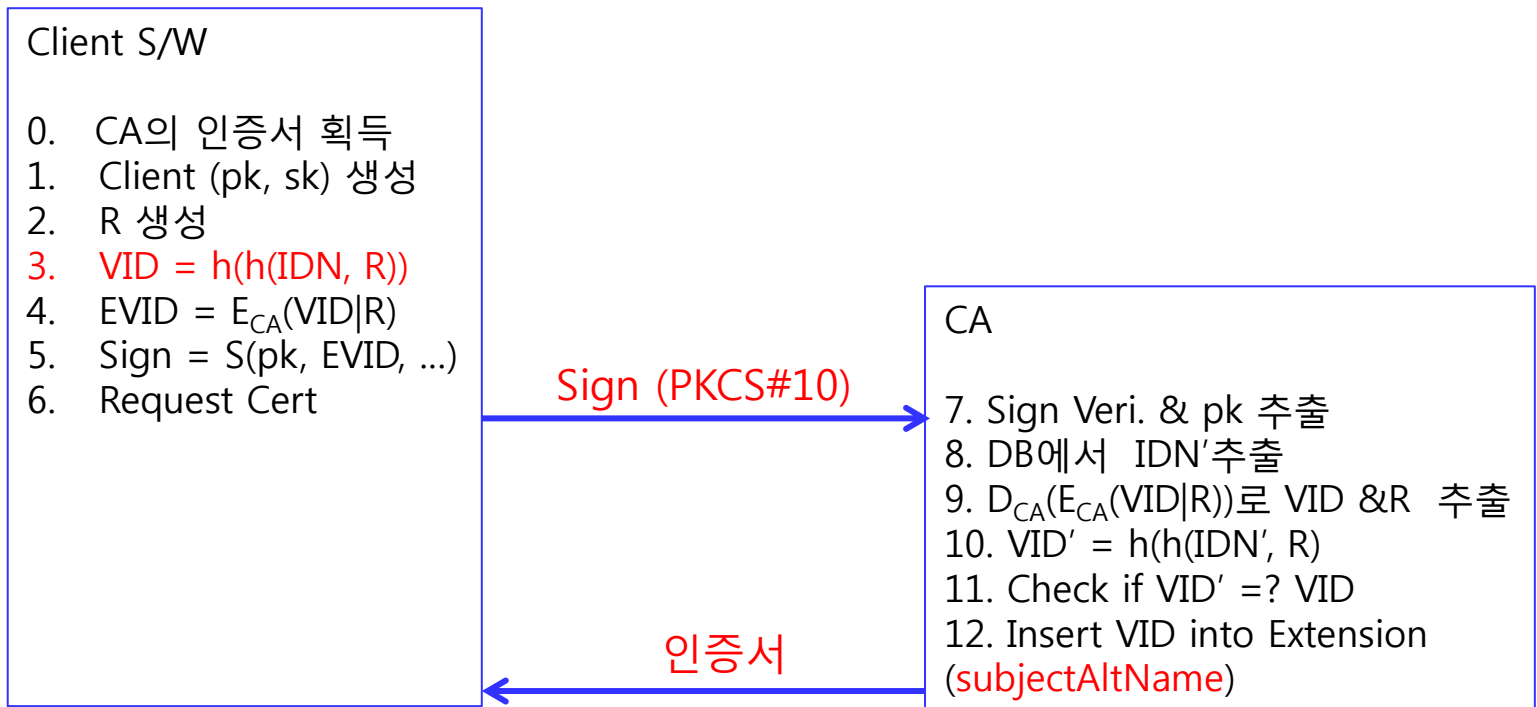 Client S/W
0. CA의 인증서 획득
1. Client (pk, sk) 생성
2. R 생성
3. VID = h(h(IDN, R))
4. EVID = E_CA(VID|R)
5. Sign = S(pk, EVID, ...)
6. Request Cert
Sign (PKCS#10)
인증서
CA
7. Sign Veri. & pk 추출
8. DB에서 IDN′추출
9. D_CA(E_CA(VID|R))로 VID &R 추출
10. VID′ = h(h(IDN′, R)
11. Check if VID′ =? VID
12. Insert VID into Extension
(subjectAltName)